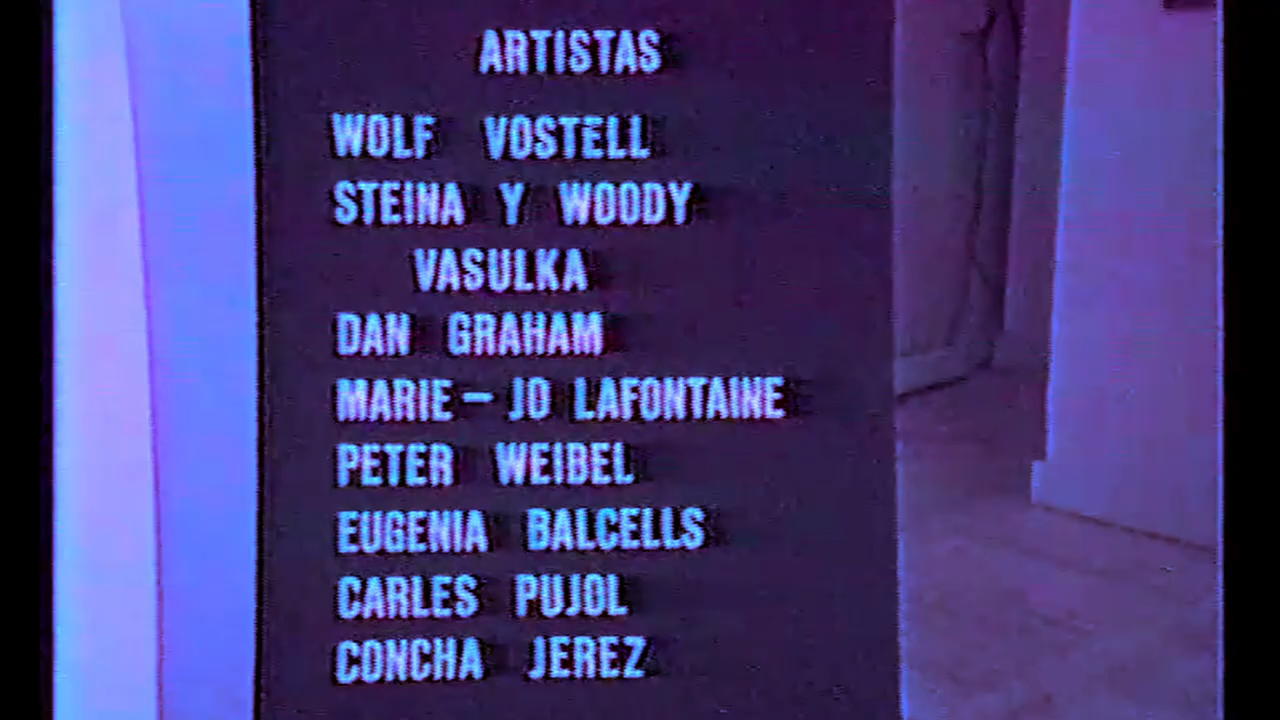 ARTISTAS
WOLF VOSTELL
STEINA Y WOODY
VASULKA
DAN GRAHAM
MARIE - JO LAFONTAINE
PETER WEIBEL
EUGENIA BALCELLS
CARLES PUJOL
CONCHA JEREZ